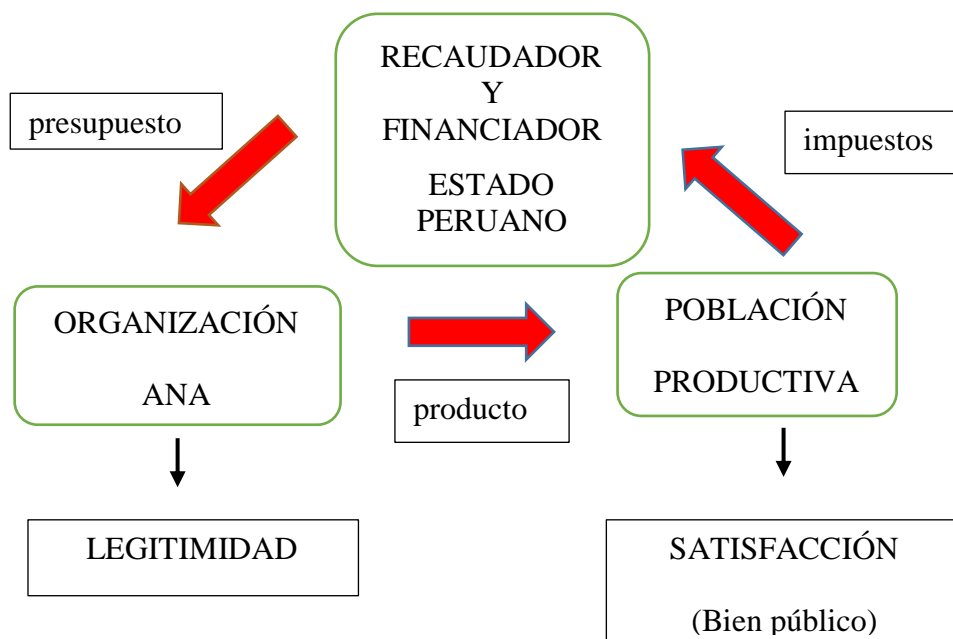 RECAUDADOR
Y
FINANCIADOR
ESTADO
PERUANO
presupuesto
impuestos
ORGANIZACIÓN
ANA
POBLACIÓN
PRODUCTIVA
producto
LEGITIMIDAD
SATISFACCIÓN
(Bien público)